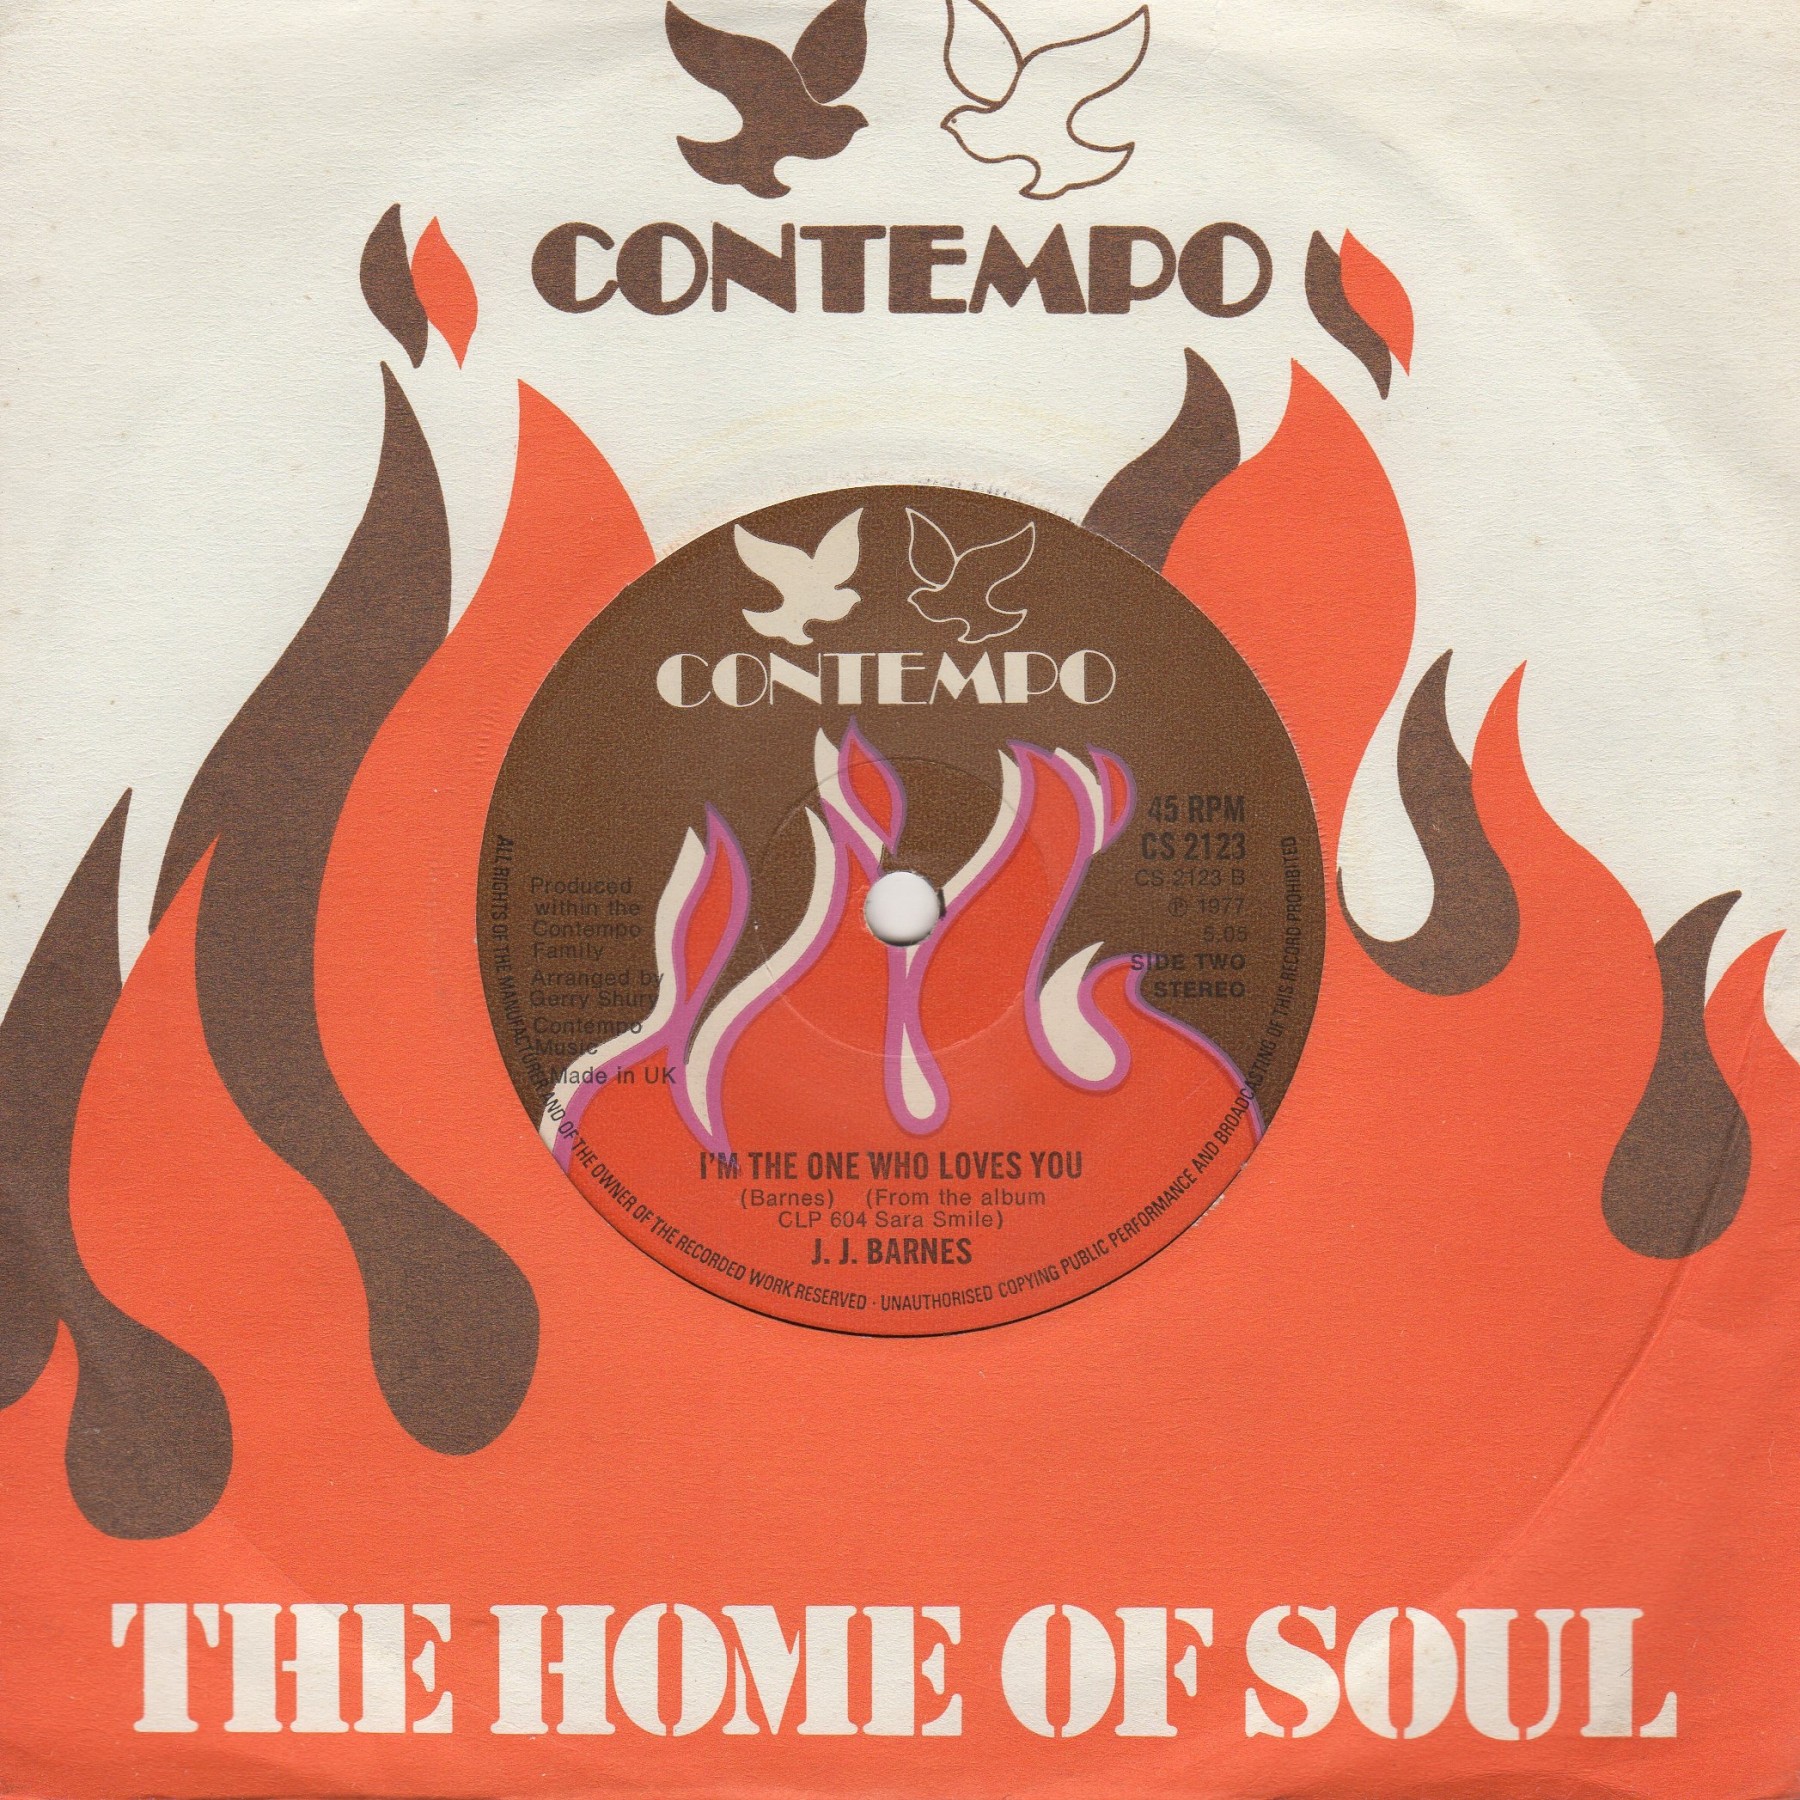 CONTEMPO
CONTEMPO
45 RPM
CS 2123
CS 2123 B
℗ 1977
5.05
SIDE TWO
STEREO
Produced
within the
Contempo
Family
Arranged by
Gerry Shury
Contempo
Music
Made in UK
I'M THE ONE WHO LOVES YOU
(Barnes) (From the album
CLP 604 Sara Smile)
J. J. BARNES
ALL RIGHTS OF THE MANUFACTURER AND OF THE OWNER OF THE RECORDED WORK RESERVED · UNAUTHORISED COPYING PUBLIC PERFORMANCE AND BROADCASTING OF THIS RECORD PROHIBITED
THE HOME OF SOUL